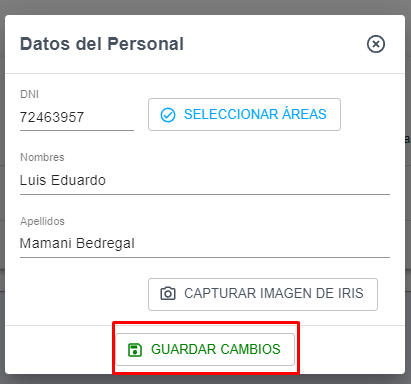 Datos del Personal
DNI
72463957
SELECCIONAR ÁREAS
Nombres
Luis Eduardo
Apellidos
Mamani Bedregal
CAPTURAR IMAGEN DE IRIS
GUARDAR CAMBIOS